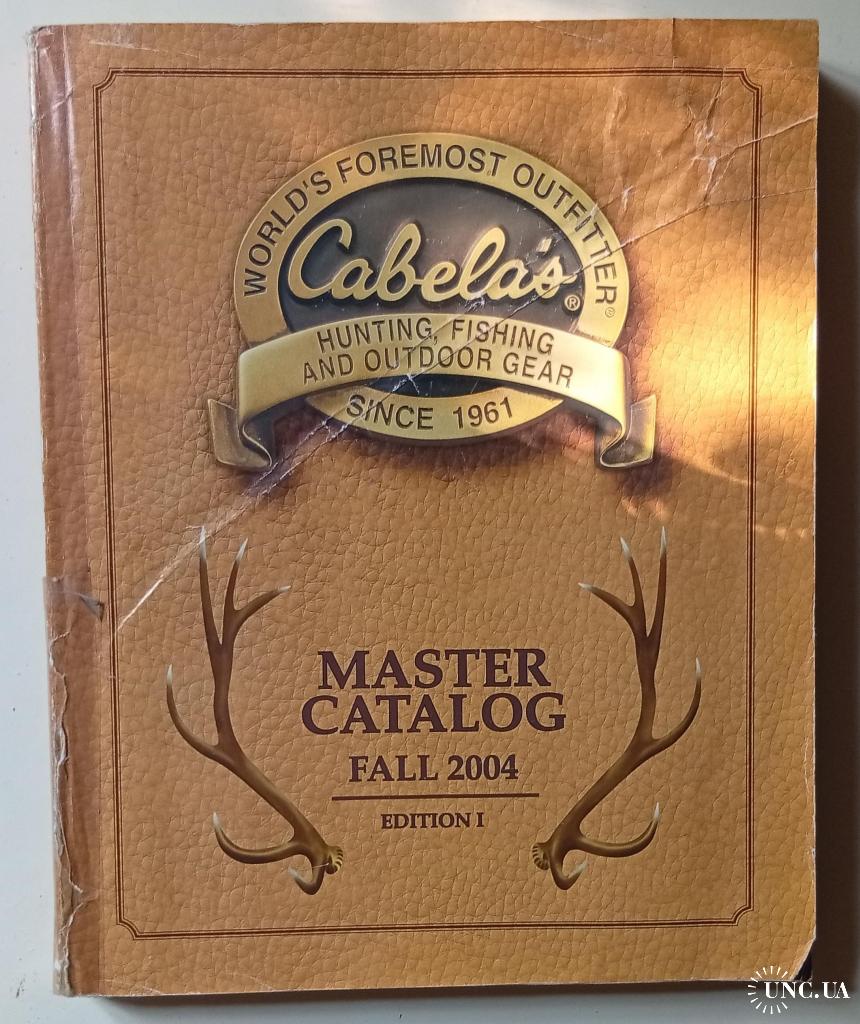 WORLD'S FOREMOST OUTFITTER®
Cabela's®
HUNTING, FISHING
AND OUTDOOR GEAR
SINCE 1961
MASTER
CATALOG
FALL 2004
EDITION I
UNC.UA